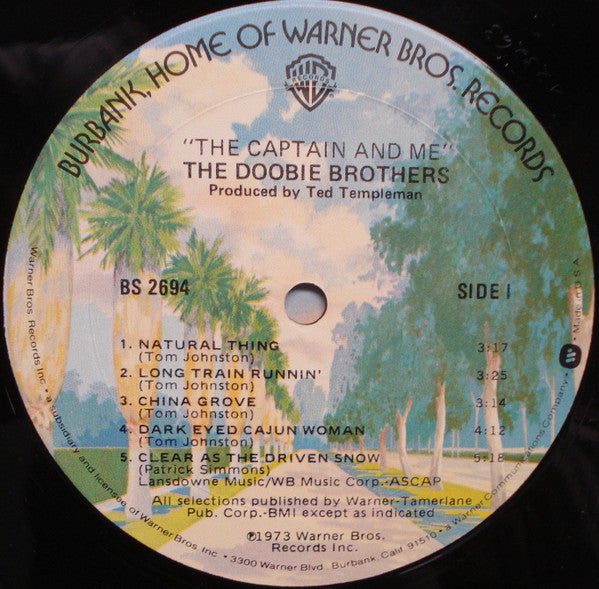 BURBANK, HOME OF WARNER BROS. RECORDS
WB
RECORDS
"THE CAPTAIN AND ME"
THE DOOBIE BROTHERS
Produced by Ted Templeman
BS 2694
SIDE I
1. NATURAL THING 3:17
(Tom Johnston)
2. LONG TRAIN RUNNIN' 3:25
(Tom Johnston)
3. CHINA GROVE 3:14
(Tom Johnston)
4. DARK EYED CAJUN WOMAN 4:12
(Tom Johnston)
5. CLEAR AS THE DRIVEN SNOW 5:18
(Patrick Simmons)
Lansdowne Music/WB Music Corp.-ASCAP
All selections published by Warner-Tamerlane
Pub. Corp.-BMI except as indicated
℗1973 Warner Bros.
Records Inc.
Warner Bros Records Inc. • a subsidiary and licensee of Warner Bros. Inc. • 3300 Warner Blvd., Burbank, Calif. 91510 • a Warner Communications Company • Made in U.S.A.